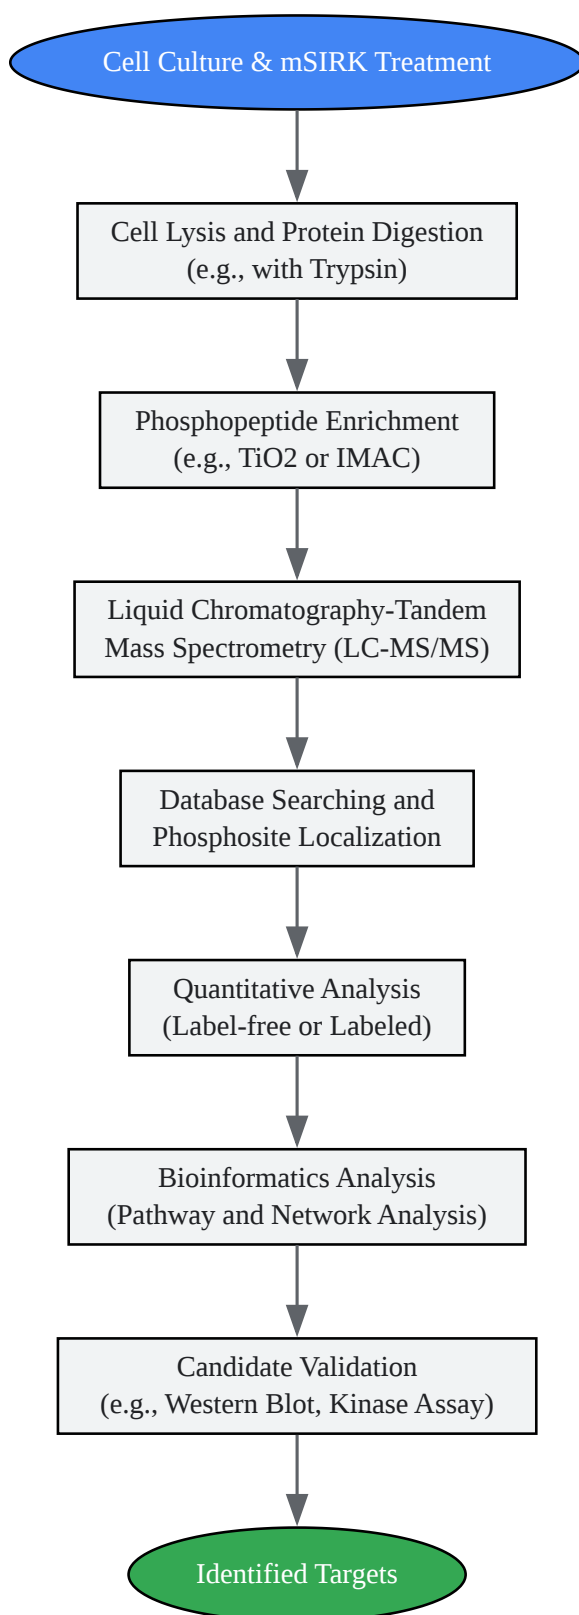 Cell Culture & mSIRK Treatment
Cell Lysis and Protein Digestion
(e.g., with Trypsin)
Phosphopeptide Enrichment
(e.g., TiO2 or IMAC)
Liquid Chromatography-Tandem
Mass Spectrometry (LC-MS/MS)
Database Searching and
Phosphosite Localization
Quantitative Analysis
(Label-free or Labeled)
Bioinformatics Analysis
(Pathway and Network Analysis)
Candidate Validation
(e.g., Western Blot, Kinase Assay)
Identified Targets